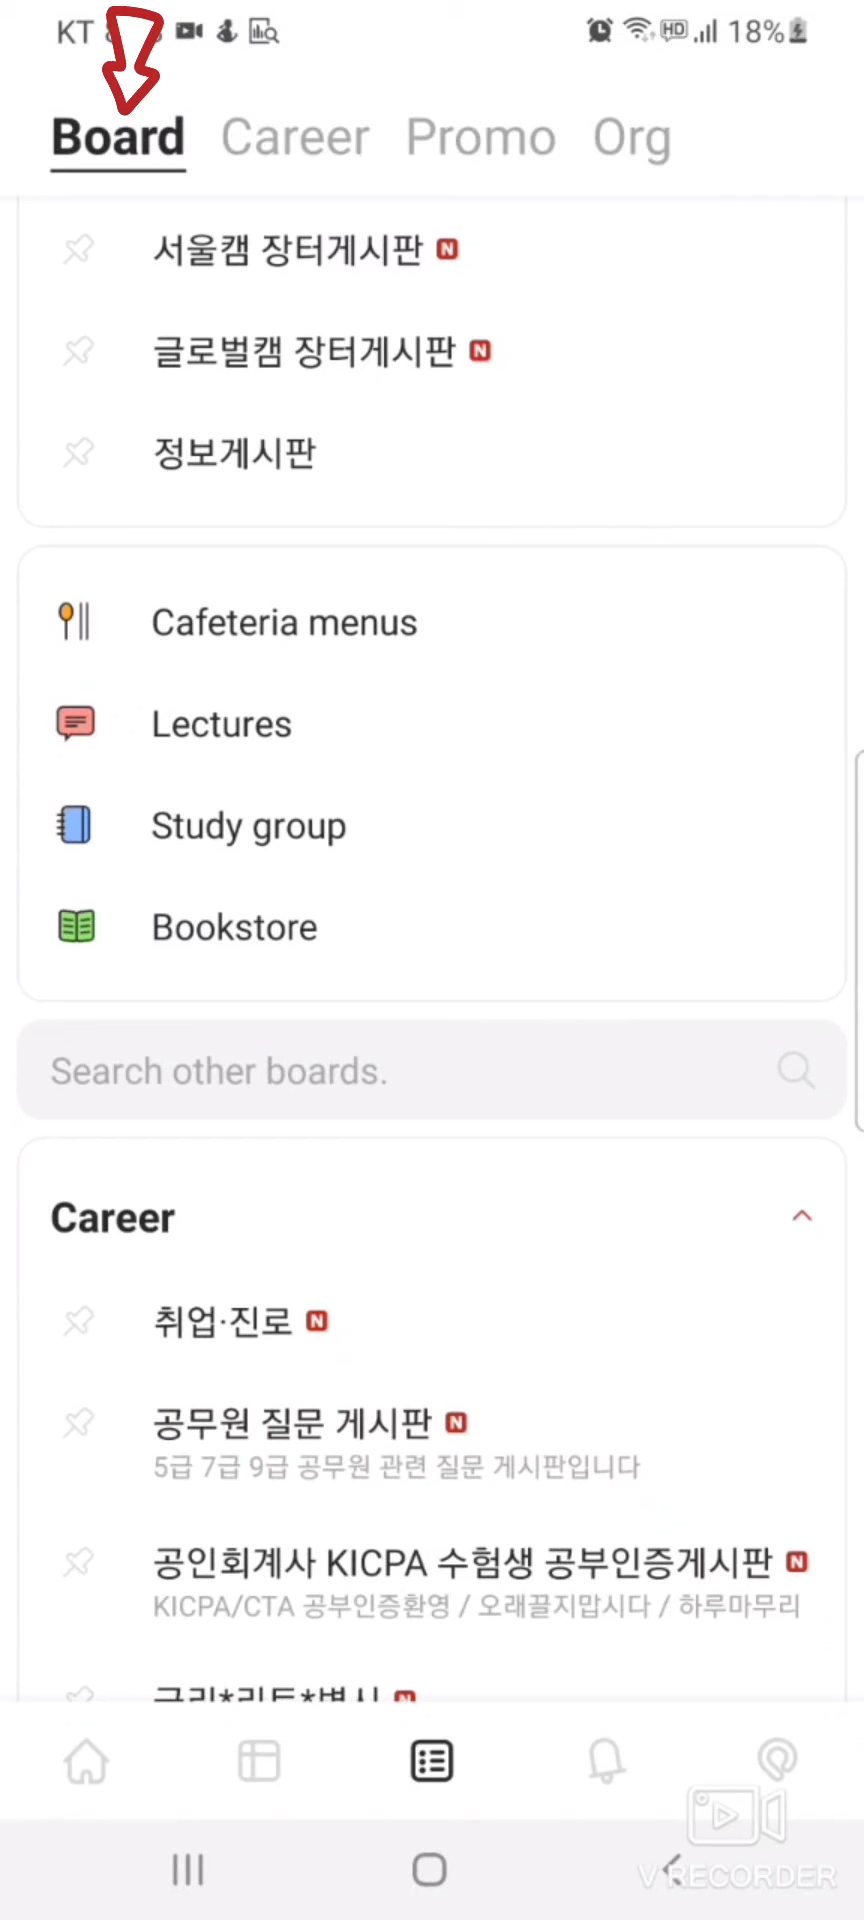 KT
HD 18%
Board Career Promo Org
서울캠 장터게시판 N
글로벌캠 장터게시판 N
정보게시판
Cafeteria menus
Lectures
Study group
Bookstore
Search other boards.
Career
취업·진로 N
공무원 질문 게시판 N
5급 7급 9급 공무원 관련 질문 게시판입니다
공인회계사 KICPA 수험생 공부인증게시판 N
KICPA/CTA 공부인증환영 / 오래끌지맙시다 / 하루마무리
V RECORDER